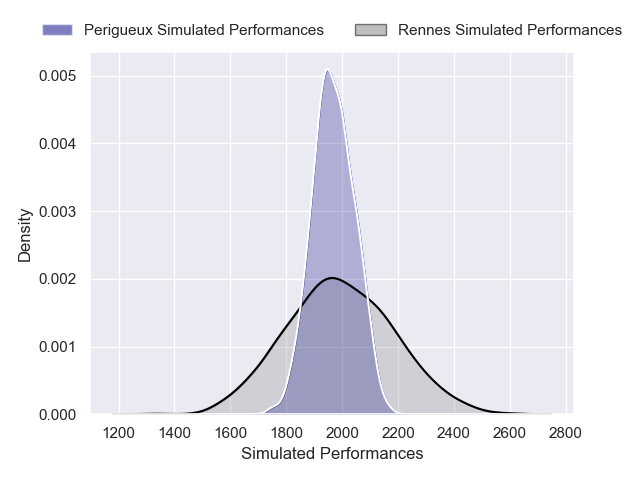 Perigueux Simulated Performances
Rennes Simulated Performances
0.005
0.004
0.003
0.002
0.001
0.000
Density
1200 1400 1600 1800 2000 2200 2400 2600 2800
Simulated Performances